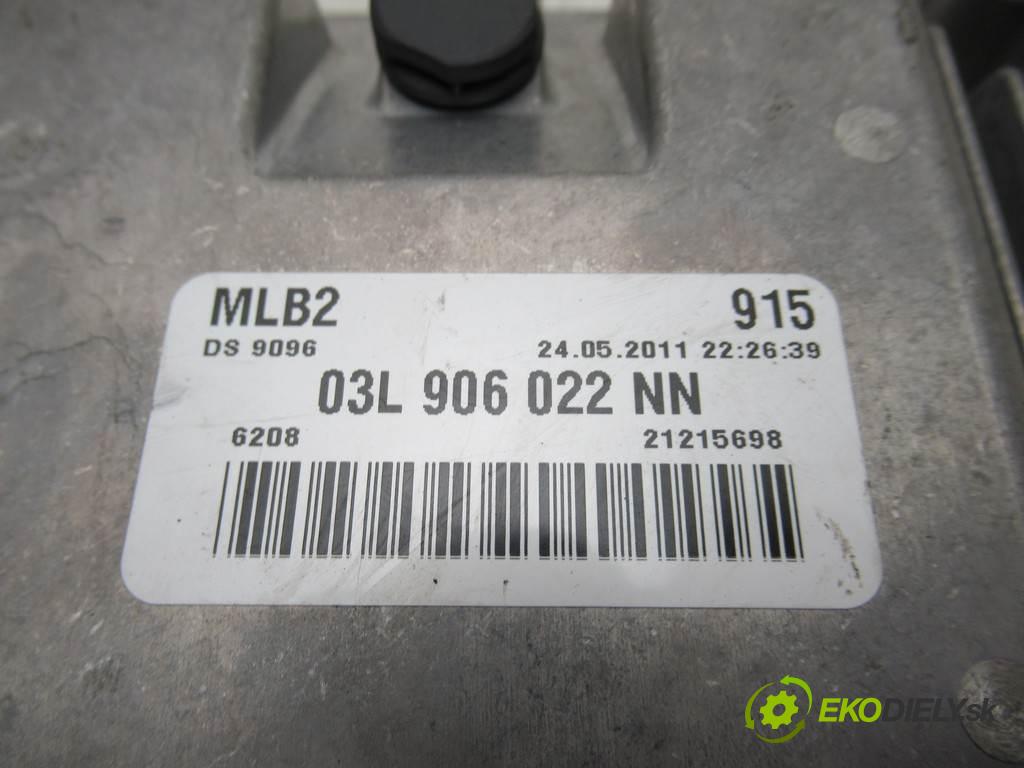 MLB2 915
DS 9096 24.05.2011 22:26:39
03L 906 022 NN
6208 21215698
EKODIELY.sk